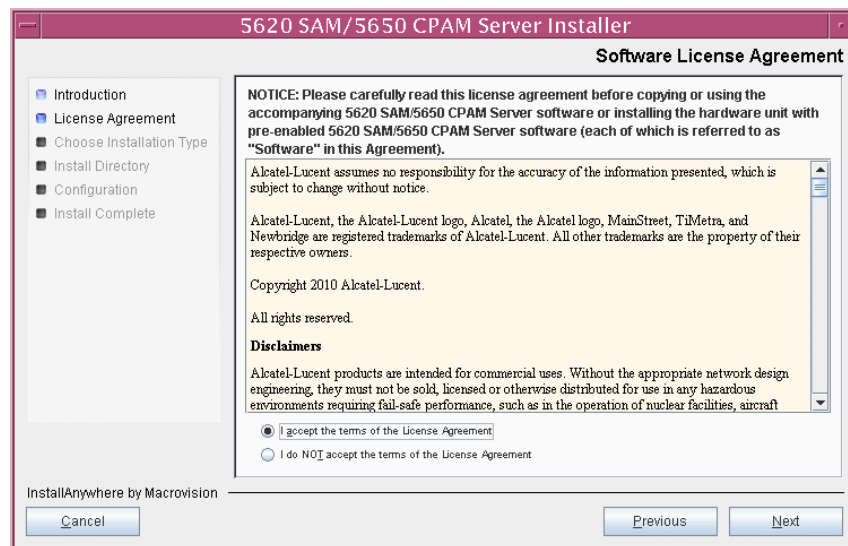 5620 SAM/5650 CPAM Server Installer
Software License Agreement
Introduction
License Agreement
Choose Installation Type
Install Directory
Configuration
Install Complete
NOTICE: Please carefully read this license agreement before copying or using the
accompanying 5620 SAM/5650 CPAM Server software or installing the hardware unit with
pre-enabled 5620 SAM/5650 CPAM Server software (each of which is referred to as
"Software" in this Agreement).
Alcatel-Lucent assumes no responsibility for the accuracy of the information presented, which is
subject to change without notice.
Alcatel-Lucent, the Alcatel-Lucent logo, Alcatel, the Alcatel logo, MainStreet, TiMetra, and
Newbridge are registered trademarks of Alcatel-Lucent. All other trademarks are the property of their
respective owners.
Copyright 2010 Alcatel-Lucent.
All rights reserved.
Disclaimers
Alcatel-Lucent products are intended for commercial uses. Without the appropriate network design
engineering, they must not be sold, licensed or otherwise distributed for use in any hazardous
environments requiring fail-safe performance, such as in the operation of nuclear facilities, aircraft
I accept the terms of the License Agreement
I do NOT accept the terms of the License Agreement
InstallAnywhere by Macrovision
Cancel
Previous
Next